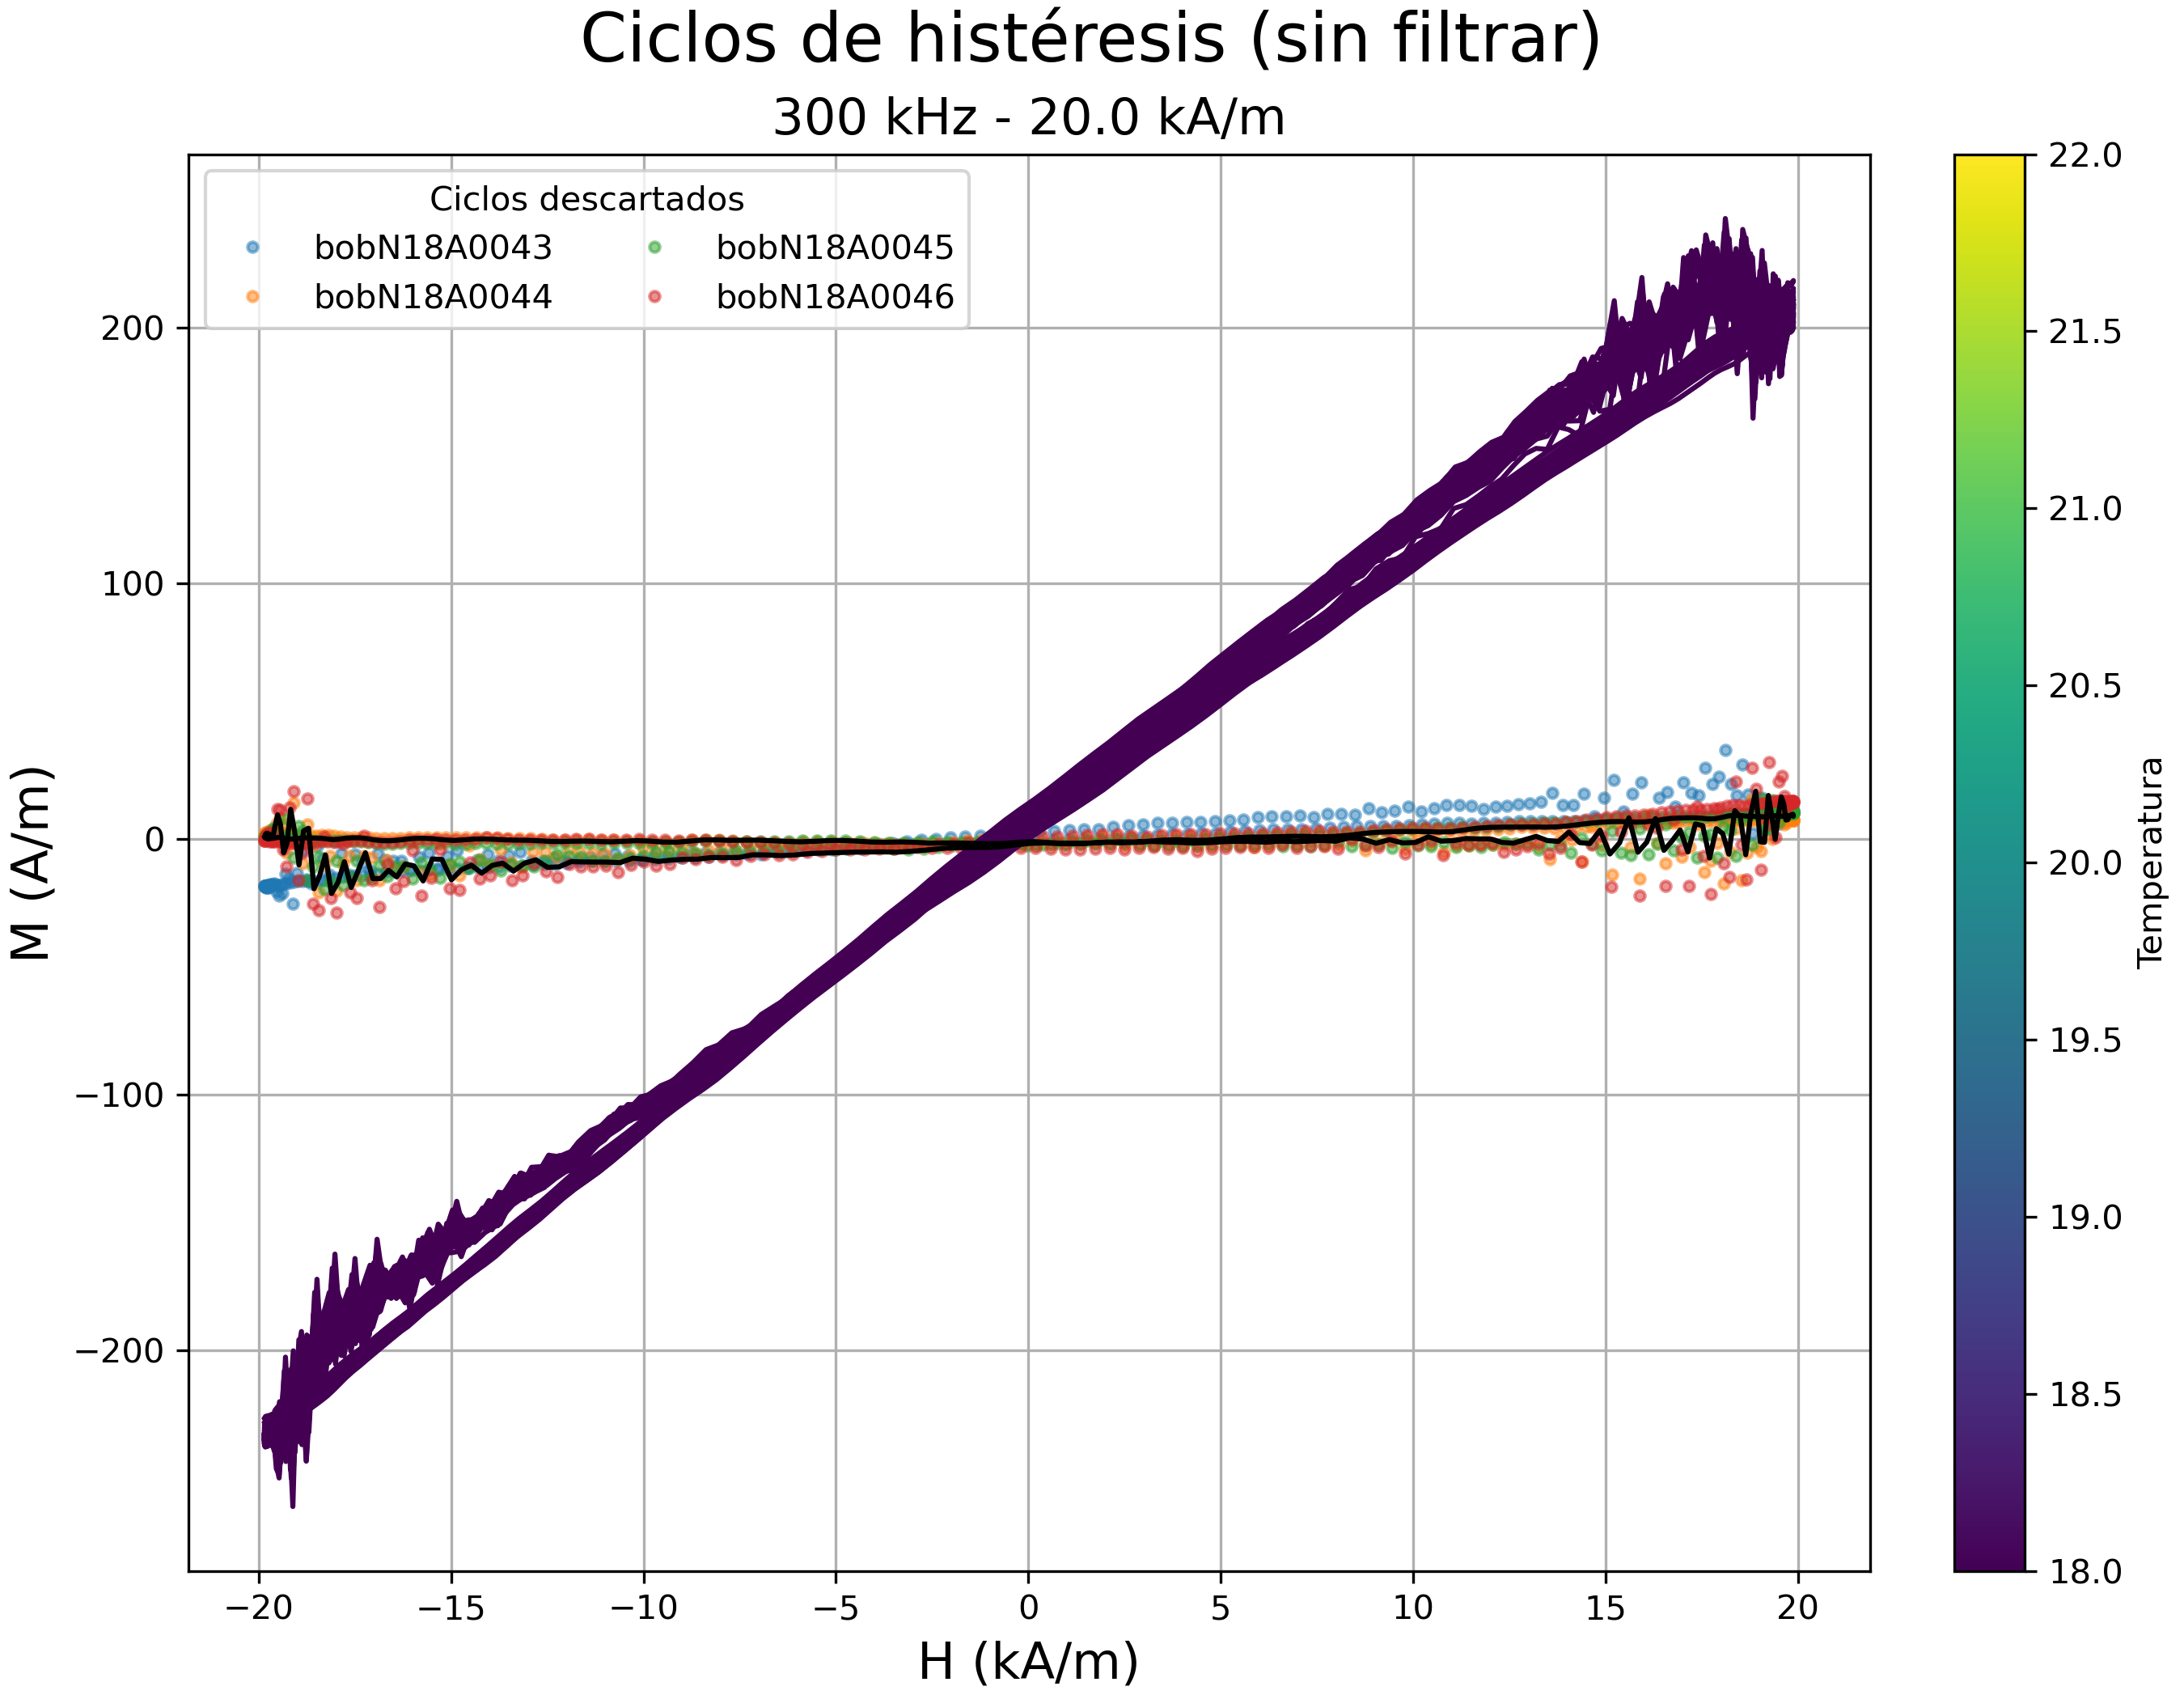 Ciclos de histéresis (sin filtrar)
300 kHz - 20.0 kA/m
Ciclos descartados
bobN18A0043
bobN18A0044
bobN18A0045
bobN18A0046
M (A/m)
200
100
0
−100
−200
−20
−15
−10
−5
0
5
10
15
20
H (kA/m)
22.0
21.5
21.0
20.5
20.0
19.5
19.0
18.5
18.0
Temperatura